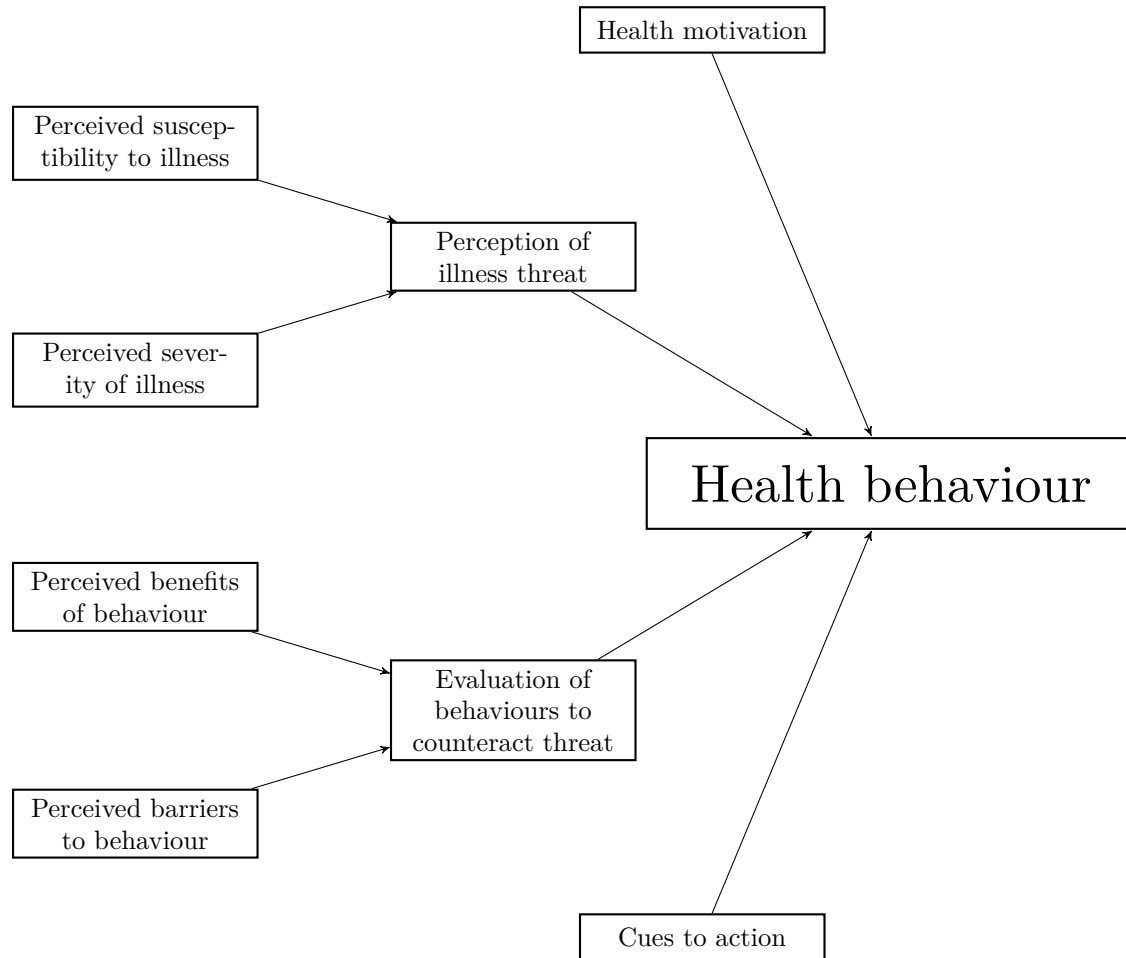 Health motivation
Perceived suscep-
tibility to illness
Perception of
illness threat
Perceived sever-
ity of illness
Health behaviour
Perceived benefits
of behaviour
Evaluation of
behaviours to
counteract threat
Perceived barriers
to behaviour
Cues to action